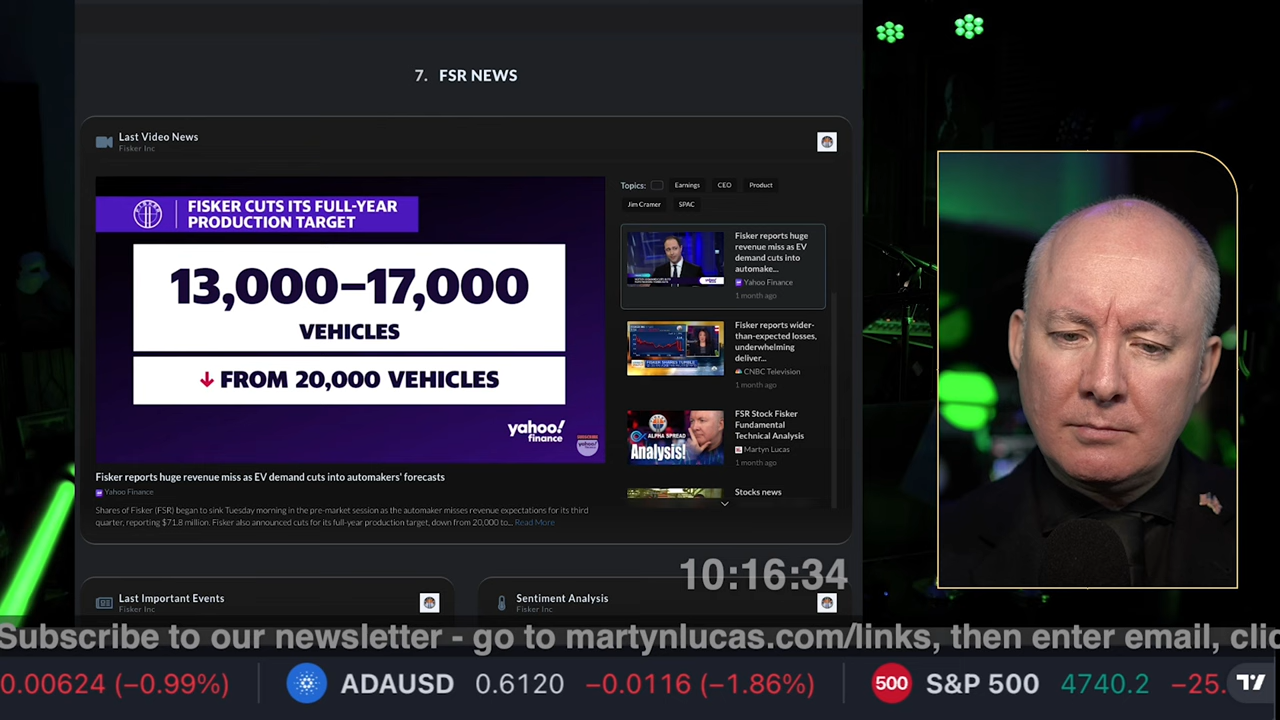 7. FSR NEWS
Last Video News
Fisker Inc
FISKER CUTS ITS FULL-YEAR
PRODUCTION TARGET
13,000–17,000
VEHICLES
↓ FROM 20,000 VEHICLES
yahoo!
finance
Fisker reports huge revenue miss as EV demand cuts into automakers' forecasts
Yahoo Finance
Shares of Fisker (FSR) began to sink Tuesday morning in the pre-market session as the automaker misses revenue expectations for its third
quarter, reporting $71.8 million. Fisker also announced cuts for its full-year production target, down from 20,000 to... Read More
Topics:
Earnings
CEO
Product
Jim Cramer
SPAC
Fisker reports huge
revenue miss as EV
demand cuts into
automake...
Yahoo Finance
1 month ago
Fisker reports wider-
than-expected losses,
underwhelming
deliver...
CNBC Television
1 month ago
ALPHA SPREAD
Analysis!
FSR Stock Fisker
Fundamental
Technical Analysis
Martyn Lucas
1 month ago
Stocks news
10:16:34
Last Important Events
Fisker Inc
Sentiment Analysis
Fisker Inc
Subscribe to our newsletter - go to martynlucas.com/links, then enter email, clic
0.00624 (−0.99%)
ADAUSD 0.6120 −0.0116 (−1.86%)
500 S&P 500 4740.2 −25.